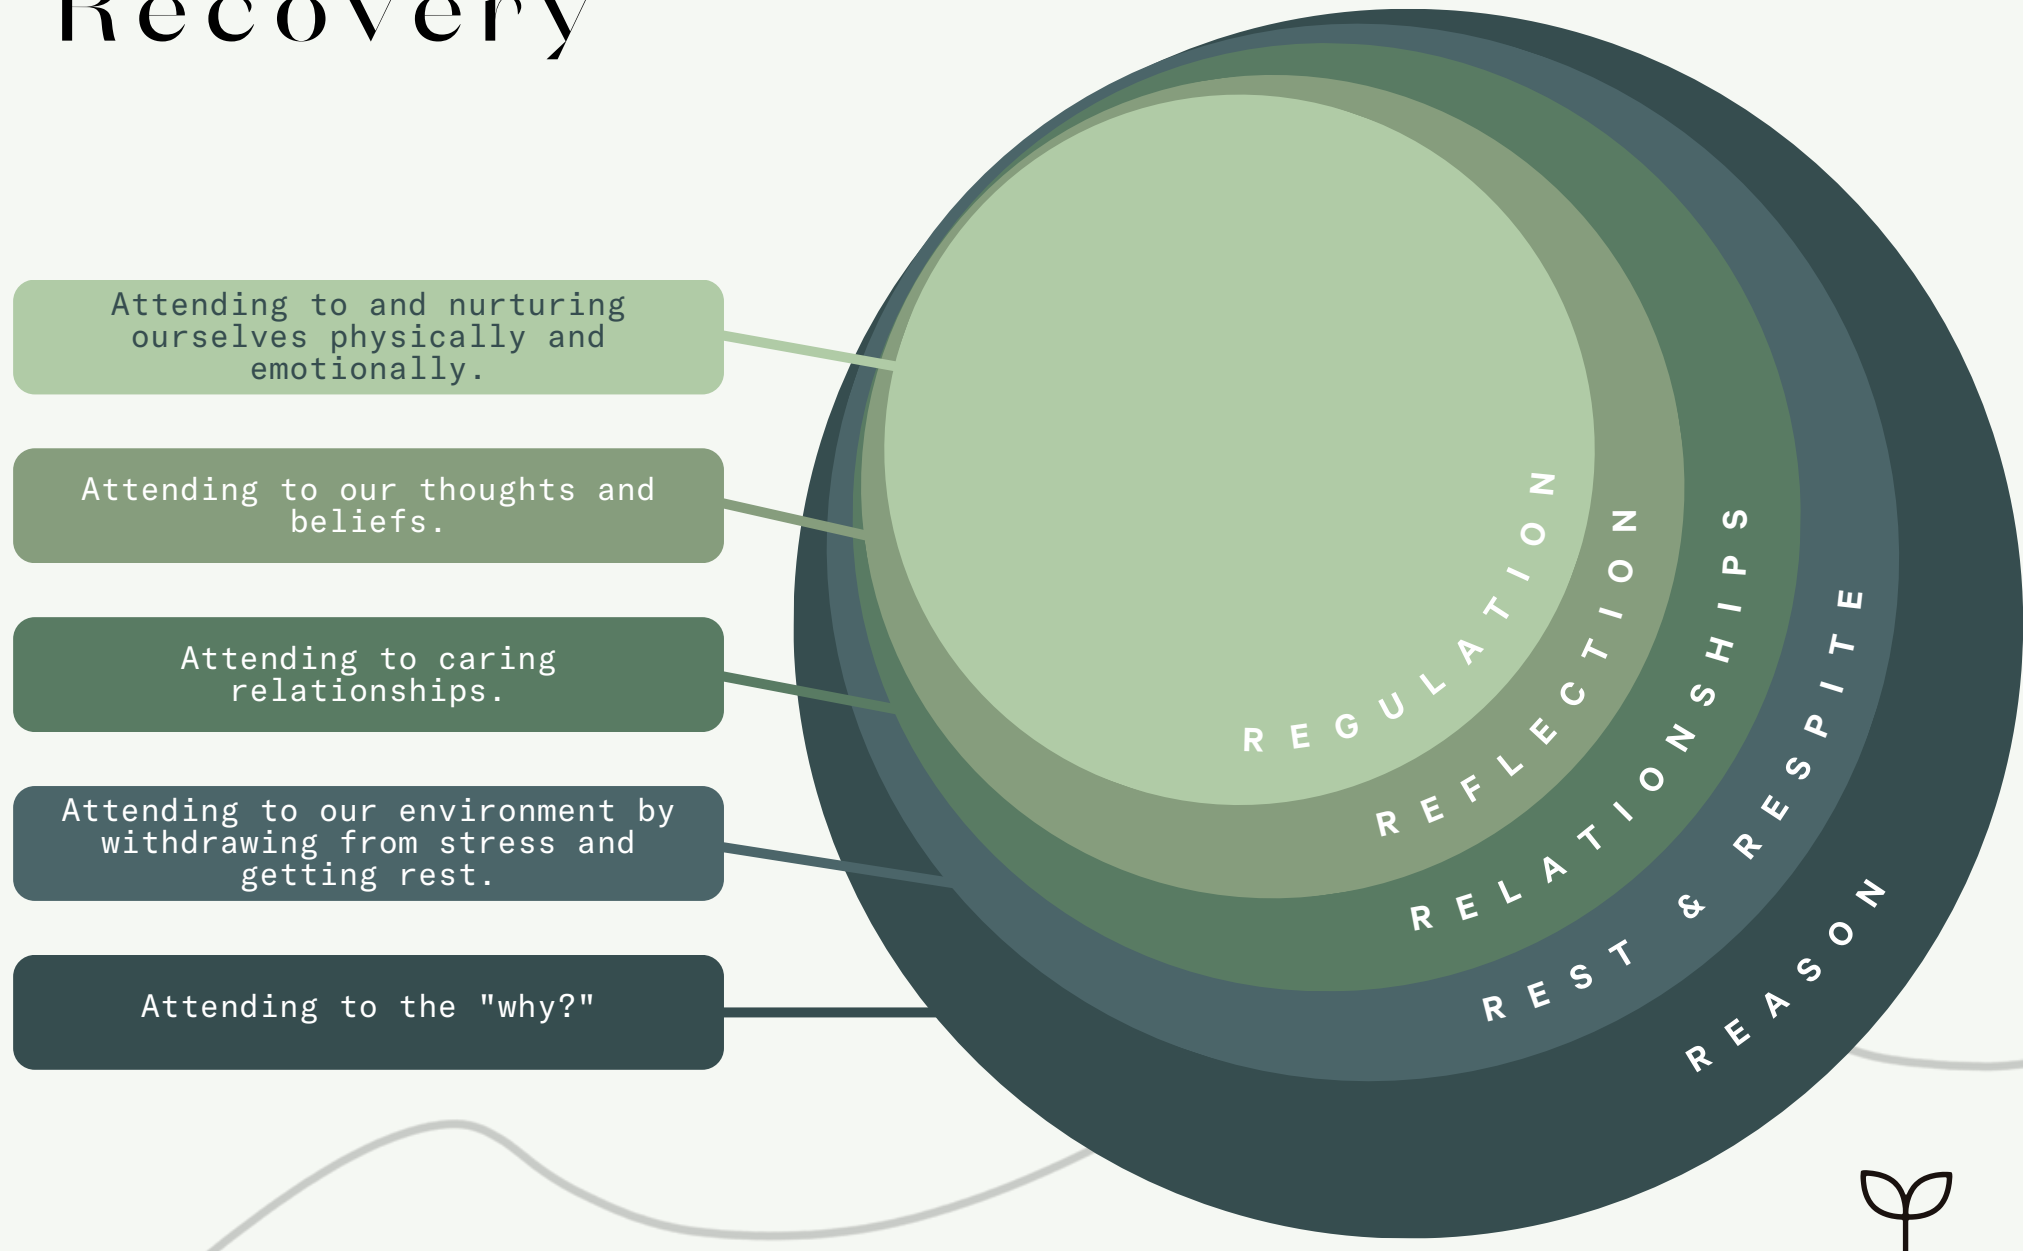 Recovery
Attending to and nurturing
ourselves physically and
emotionally.
Attending to our thoughts and
beliefs.
Attending to caring
relationships.
Attending to our environment by
withdrawing from stress and
getting rest.
Attending to the "why?"
REGULATION
REFLECTION
RELATIONSHIPS
REST & RESPITE
REASON